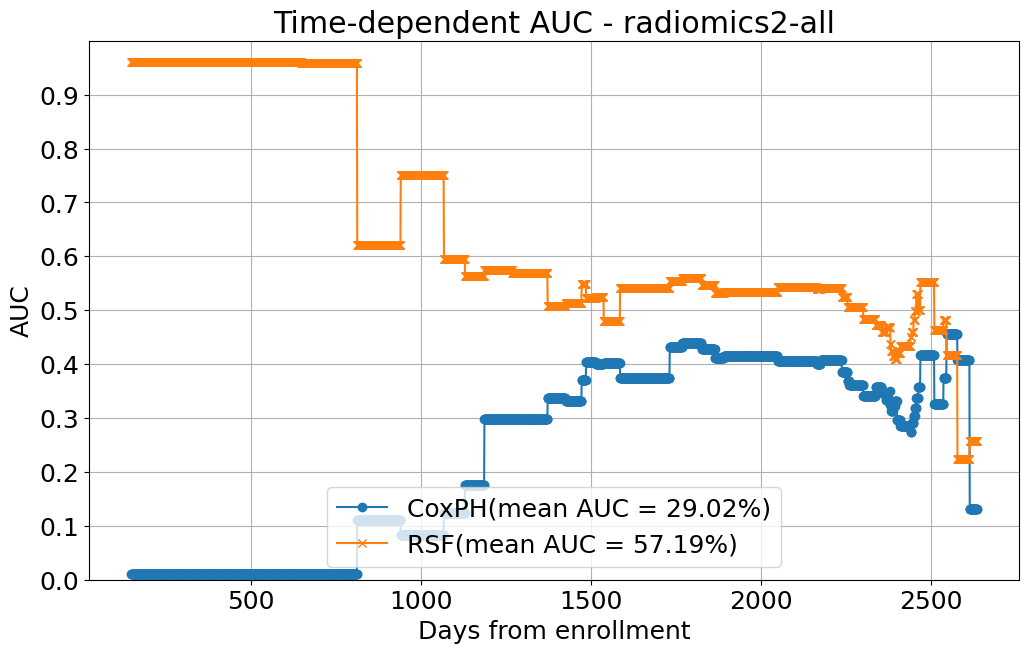 Time-dependent AUC - radiomics2-all
AUC
0.9
0.8
0.7
0.6
0.5
0.4
0.3
0.2
0.1
0.0
CoxPH(mean AUC = 29.02%)
RSF(mean AUC = 57.19%)
500 1000 1500 2000 2500
Days from enrollment